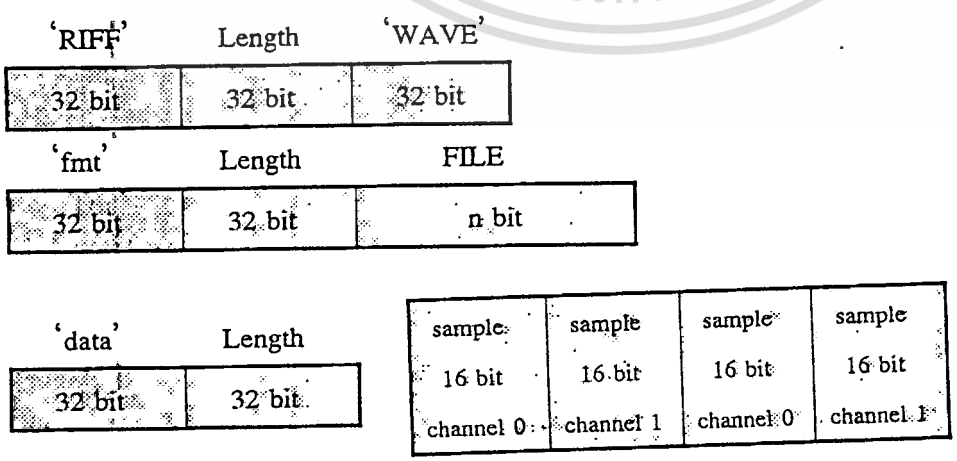 'RIFF' Length 'WAVE'
32 bit 32 bit 32 bit
'fmt' Length FILE
32 bit 32 bit n bit
'data' Length
32 bit 32 bit
sample sample sample sample
16 bit 16 bit 16 bit 16 bit
channel 0 channel 1 channel 0 channel 1